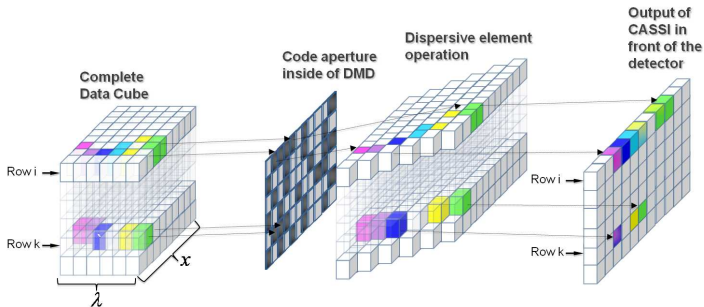 Complete
Data Cube
Code aperture
inside of DMD
Dispersive element
operation
Output of
CASSI in
front of the
detector
Row i
Row k
λ
x
Row i
Row k